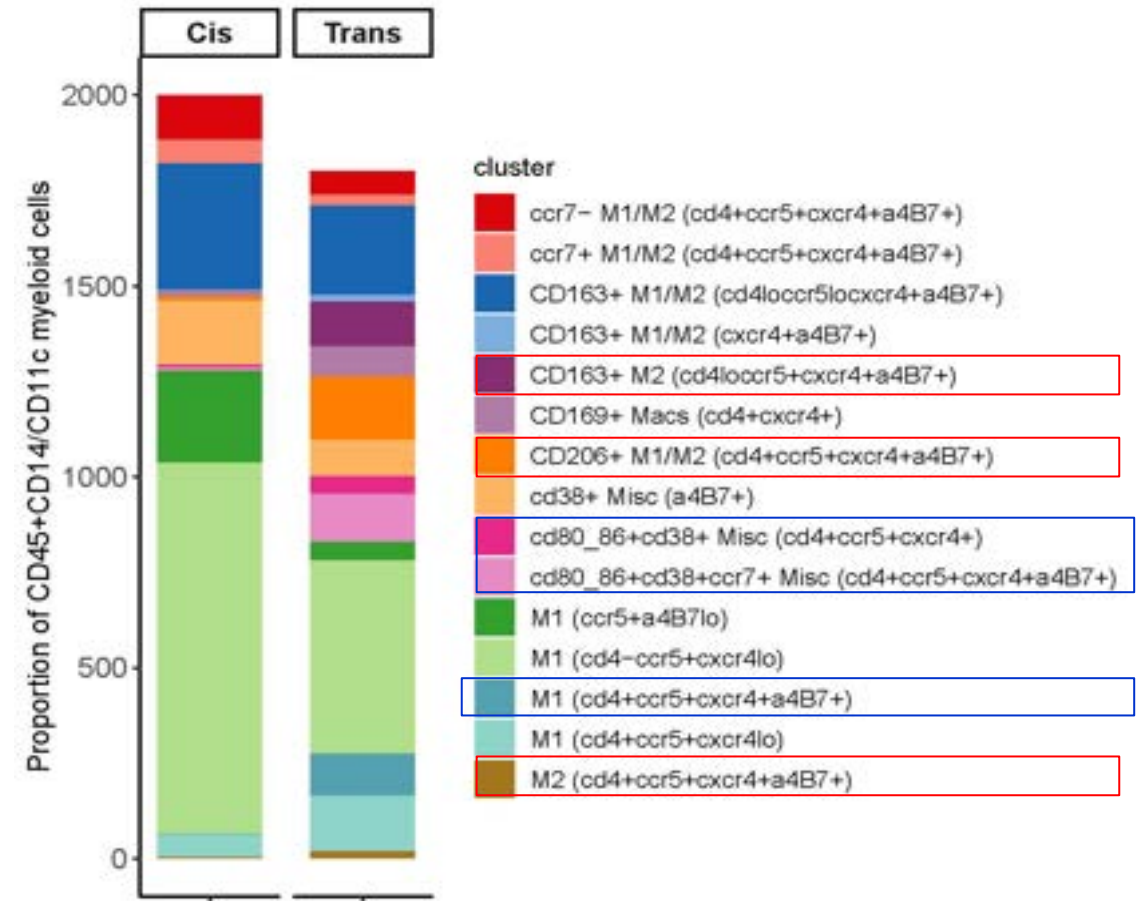 Cis
Trans
Proportion of CD45+CD14/CD11c myeloid cells
2000
1500
1000
500
0
cluster
ccr7− M1/M2 (cd4+ccr5+cxcr4+a4B7+)
ccr7+ M1/M2 (cd4+ccr5+cxcr4+a4B7+)
CD163+ M1/M2 (cd4loccr5locxcr4+a4B7+)
CD163+ M1/M2 (cxcr4+a4B7+)
CD163+ M2 (cd4loccr5+cxcr4+a4B7+)
CD169+ Macs (cd4+cxcr4+)
CD206+ M1/M2 (cd4+ccr5+cxcr4+a4B7+)
cd38+ Misc (a4B7+)
cd80_86+cd38+ Misc (cd4+ccr5+cxcr4+)
cd80_86+cd38+ccr7+ Misc (cd4+ccr5+cxcr4+a4B7+)
M1 (ccr5+a4B7lo)
M1 (cd4−ccr5+cxcr4lo)
M1 (cd4+ccr5+cxcr4+a4B7+)
M1 (cd4+ccr5+cxcr4lo)
M2 (cd4+ccr5+cxcr4+a4B7+)